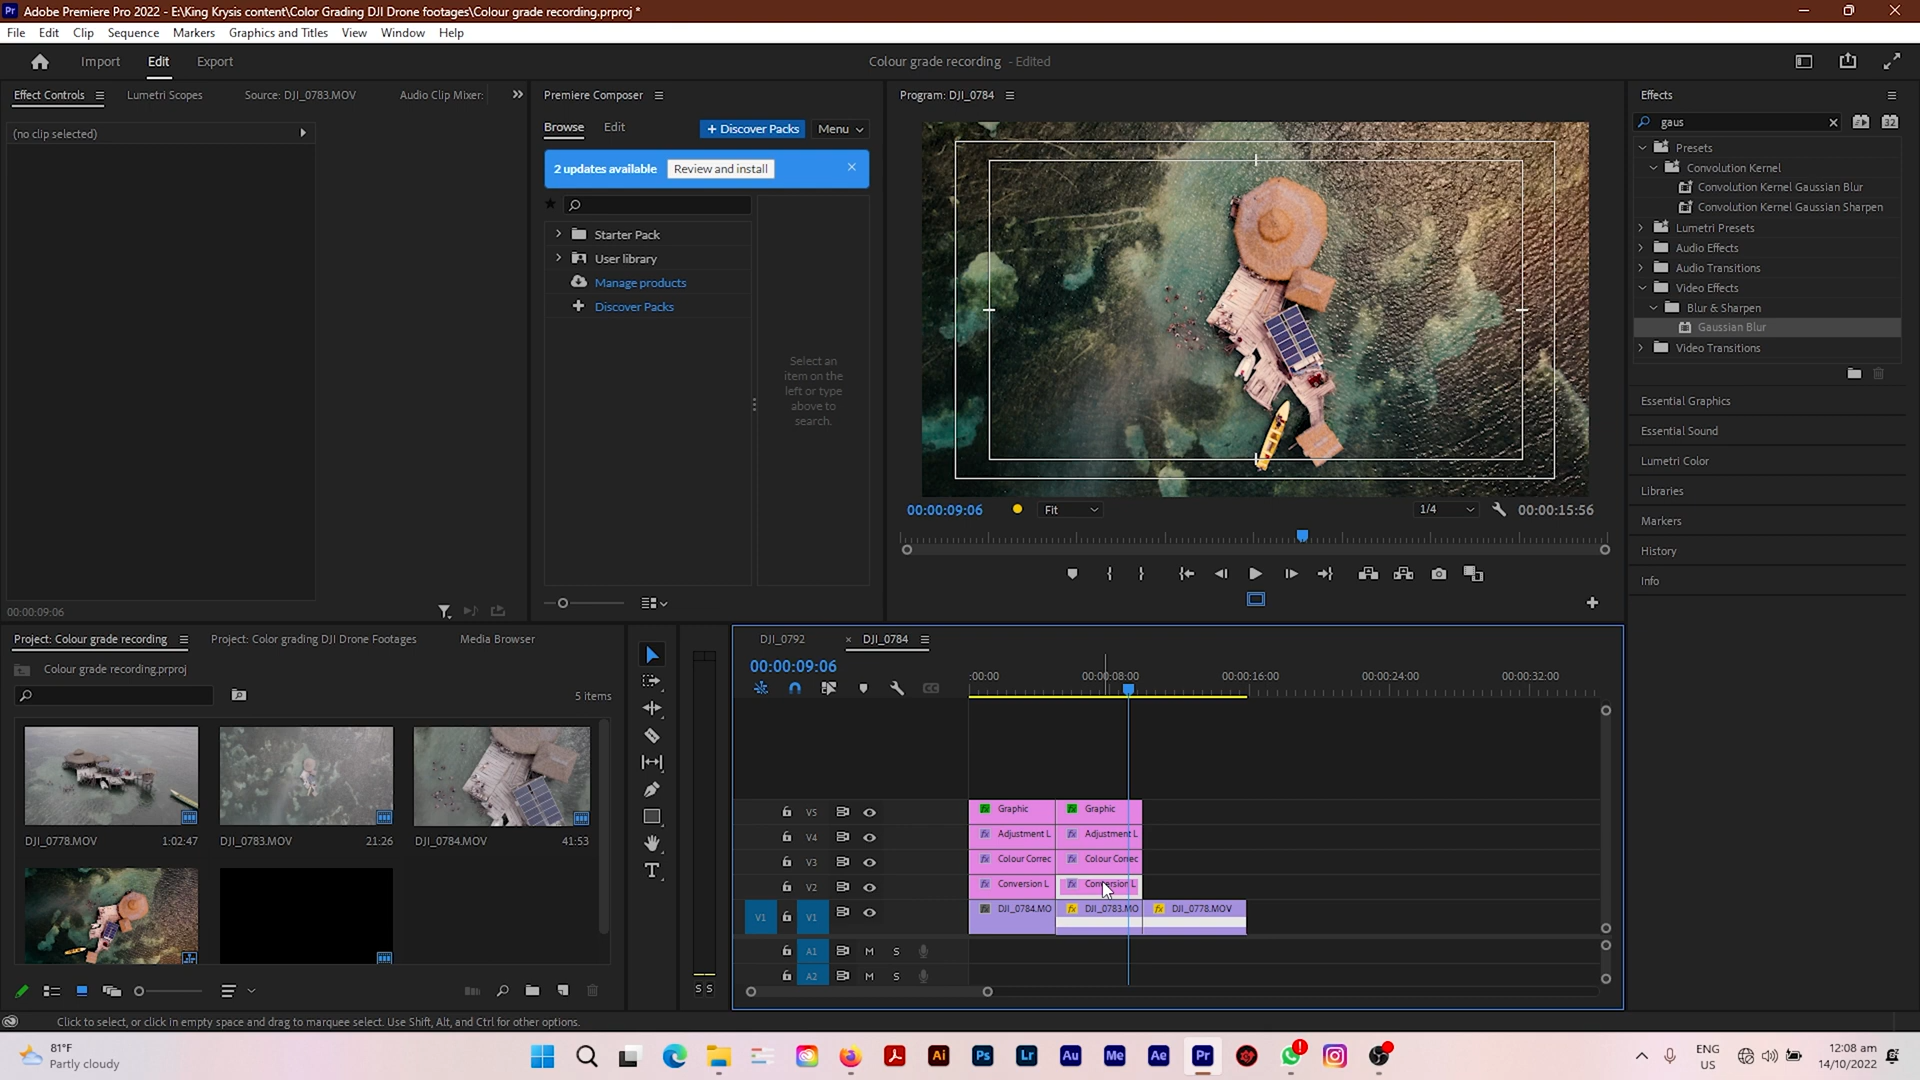 Pr Adobe Premiere Pro 2022 - E:\King Krysis content\Color Grading DJI Drone footages\Colour grade recording.prproj *
File Edit Clip Sequence Markers Graphics and Titles View Window Help
Import Edit Export
Colour grade recording - Edited
Effect Controls Lumetri Scopes Source: DJI_0783.MOV Audio Clip Mixer:
(no clip selected)
00:00:09:06
Premiere Composer
Browse Edit + Discover Packs Menu
2 updates available Review and install
Starter Pack
User library
Manage products
Discover Packs
Select an
item on the
left or type
above to
search.
Program: DJI_0784
00:00:09:06 Fit 1/4 00:00:15:56
Effects
gaus
32
Presets
Convolution Kernel
Convolution Kernel Gaussian Blur
Convolution Kernel Gaussian Sharpen
Lumetri Presets
Audio Effects
Audio Transitions
Video Effects
Blur & Sharpen
Gaussian Blur
Video Transitions
Essential Graphics
Essential Sound
Lumetri Color
Libraries
Markers
History
Info
Project: Colour grade recording Project: Color grading DJI Drone Footages Media Browser
Colour grade recording.prproj
5 items
DJI_0778.MOV 1:02:47
DJI_0783.MOV 21:26
DJI_0784.MOV 41:53
S S
DJI_0792 × DJI_0784
00:00:09:06
:00:00 00:00:08:00 00:00:16:00 00:00:24:00 00:00:32:00
V5 Graphic Graphic
V4 Adjustment L Adjustment L
V3 Colour Correc Colour Correc
V2 Conversion L Conversion L
V1 V1 DJI_0784.MO DJI_0783.MO DJI_0778.MOV
A1 M S
A2 M S
Click to select, or click in empty space and drag to marquee select. Use Shift, Alt, and Ctrl for other options.
81°F
Partly cloudy
Ai Ps Lr Au Me Ae Pr
ENG
US
12:08 am
14/10/2022